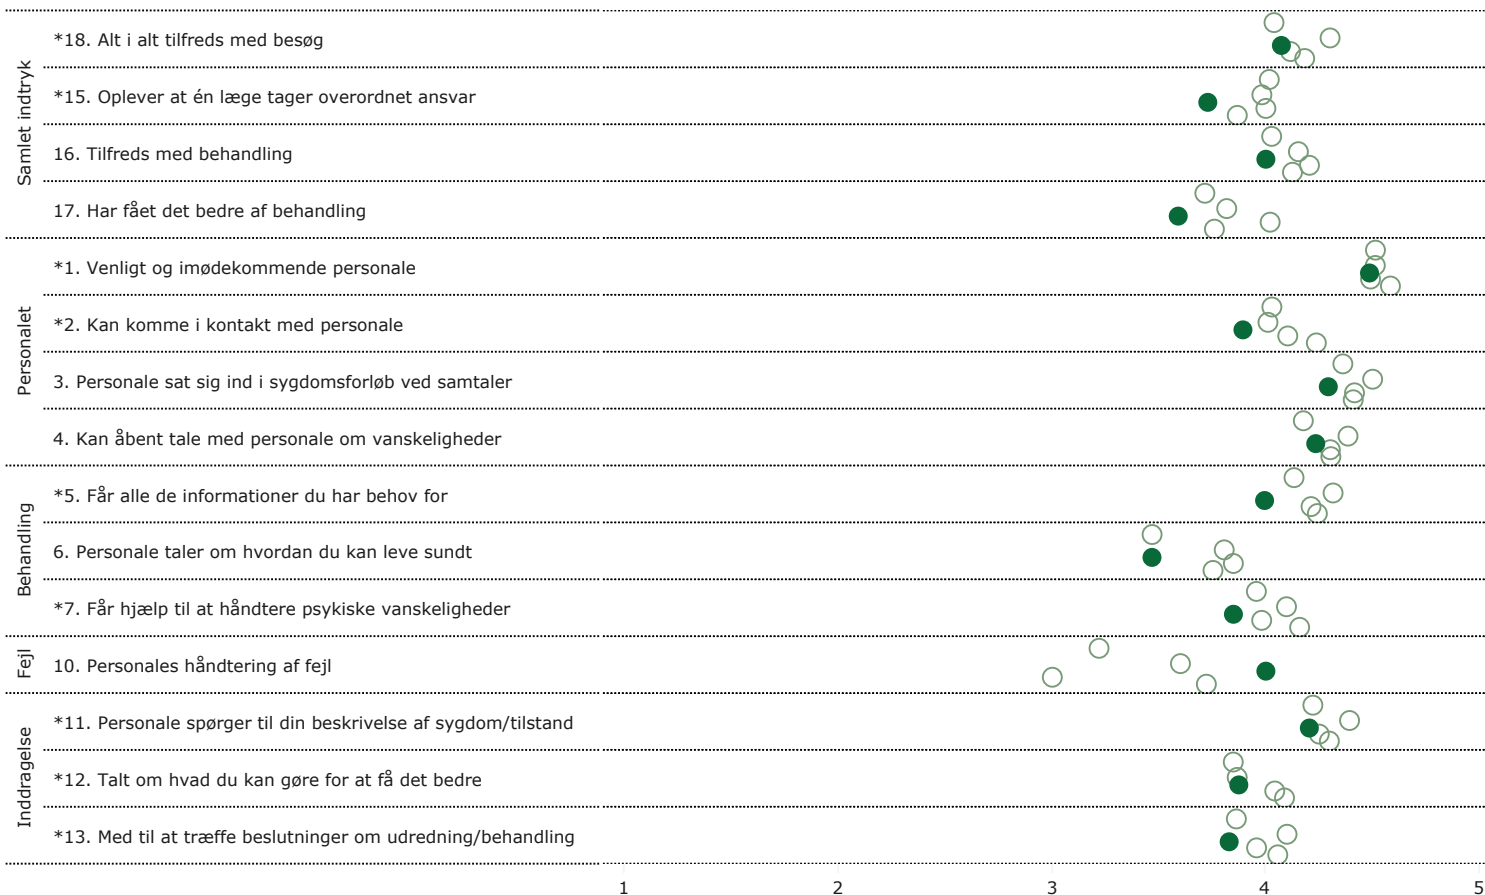 Samlet indtryk
*18. Alt i alt tilfreds med besøg
*15. Oplever at én læge tager overordnet ansvar
16. Tilfreds med behandling
17. Har fået det bedre af behandling
Personalet
*1. Venligt og imødekommende personale
*2. Kan komme i kontakt med personale
3. Personale sat sig ind i sygdomsforløb ved samtaler
4. Kan åbent tale med personale om vanskeligheder
Behandling
*5. Får alle de informationer du har behov for
6. Personale taler om hvordan du kan leve sundt
*7. Får hjælp til at håndtere psykiske vanskeligheder
Fejl
10. Personales håndtering af fejl
Inddragelse
*11. Personale spørger til din beskrivelse af sygdom/tilstand
*12. Talt om hvad du kan gøre for at få det bedre
*13. Med til at træffe beslutninger om udredning/behandling
1 2 3 4 5